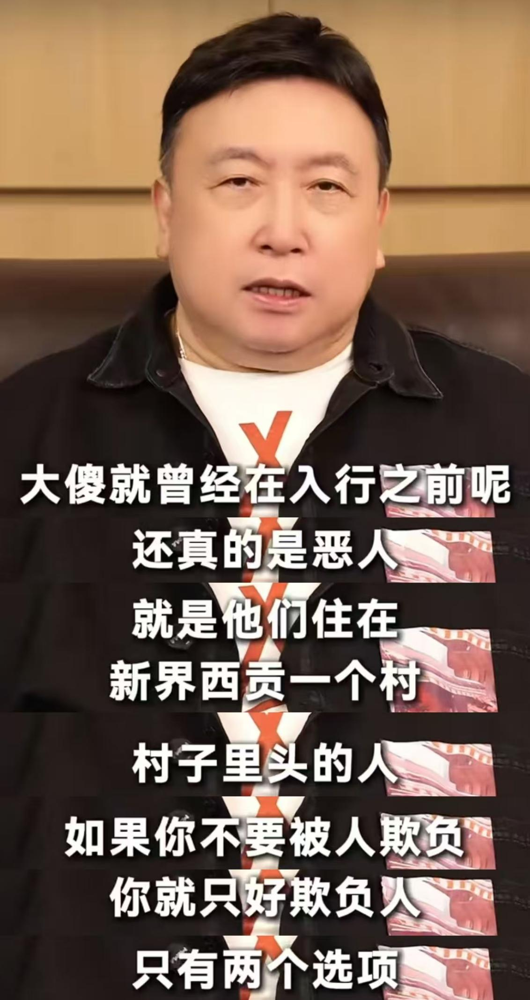 大傻就曾经在入行之前呢
还真的是恶人
就是他们住在
新界西贡一个村
村子里头的人
如果你不要被人欺负
你就只好欺负人
只有两个选项